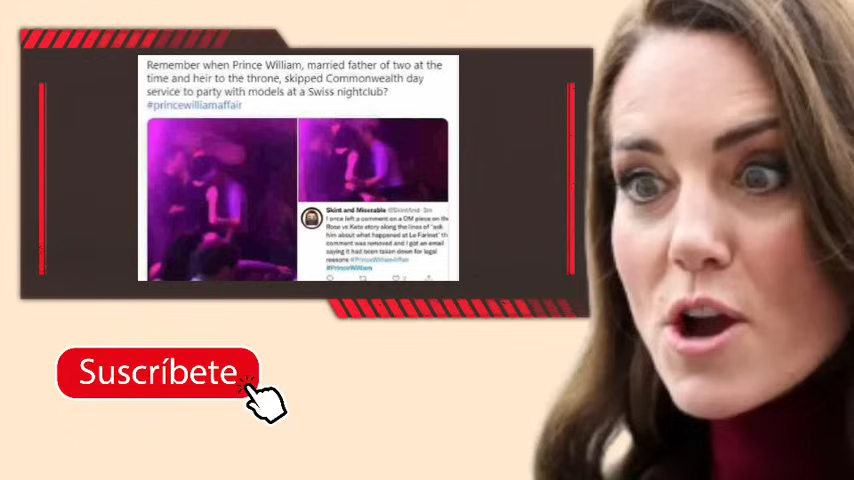 Remember when Prince William, married father of two at the
time and heir to the throne, skipped Commonwealth day
service to party with models at a Swiss nightclub?
#princewilliamaffair
Skint and Miserable @SkintAnd· 3m
I once left a comment on a DM piece on the
Rose vs Kate story along the lines of 'ask
him about what happened at Le Farinet' th
comment was removed and I got an email
saying it had been taken down for legal
reasons #PrinceWilliamAffair
#PrinceWilliam
Suscríbete